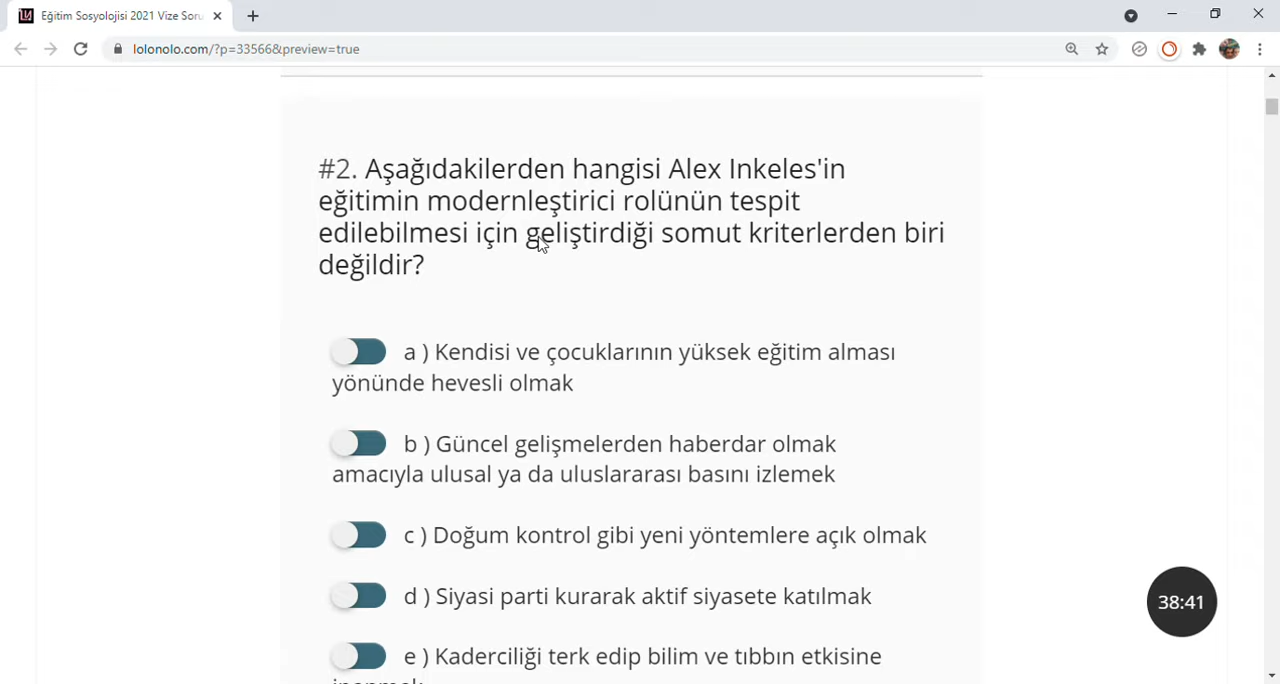 Eğitim Sosyolojisi 2021 Vize Soru
lolonolo.com/?p=33566&preview=true
#2. Aşağıdakilerden hangisi Alex Inkeles'in
eğitimin modernleştirici rolünün tespit
edilebilmesi için geliştirdiği somut kriterlerden biri
değildir?
a ) Kendisi ve çocuklarının yüksek eğitim alması
yönünde hevesli olmak
b ) Güncel gelişmelerden haberdar olmak
amacıyla ulusal ya da uluslararası basını izlemek
c ) Doğum kontrol gibi yeni yöntemlere açık olmak
d ) Siyasi parti kurarak aktif siyasete katılmak
38:41
e ) Kaderciliği terk edip bilim ve tıbbın etkisine